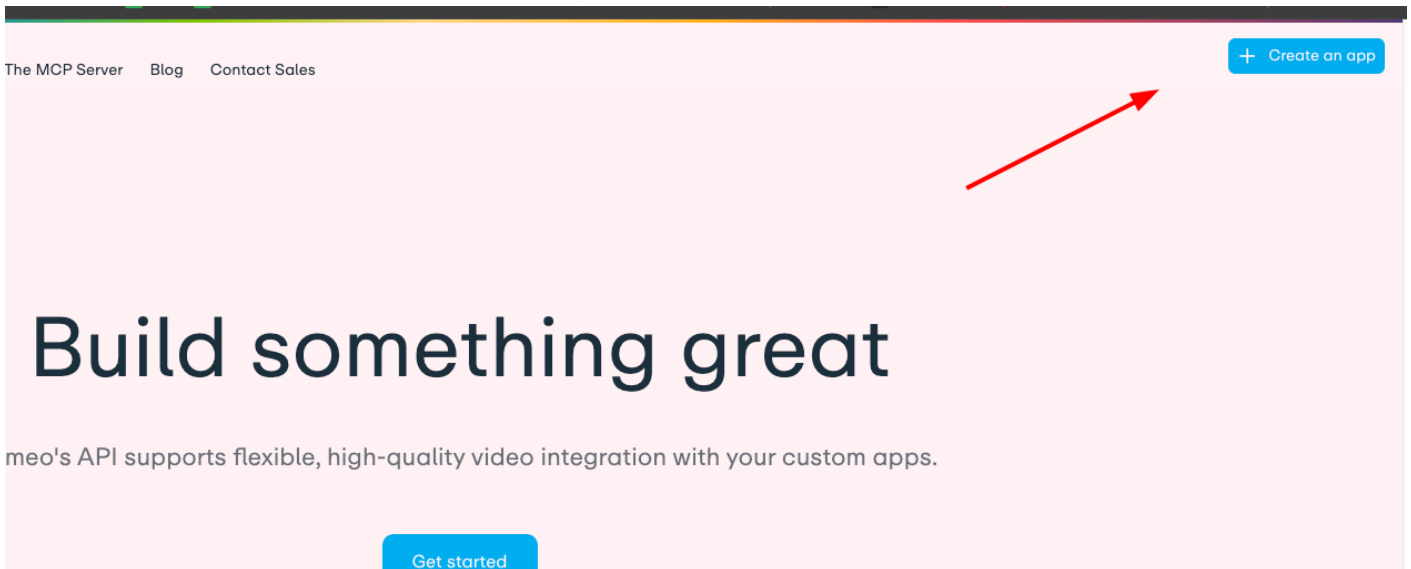 The MCP Server Blog Contact Sales
+ Create an app
Build something great
meo's API supports flexible, high-quality video integration with your custom apps.
Get started